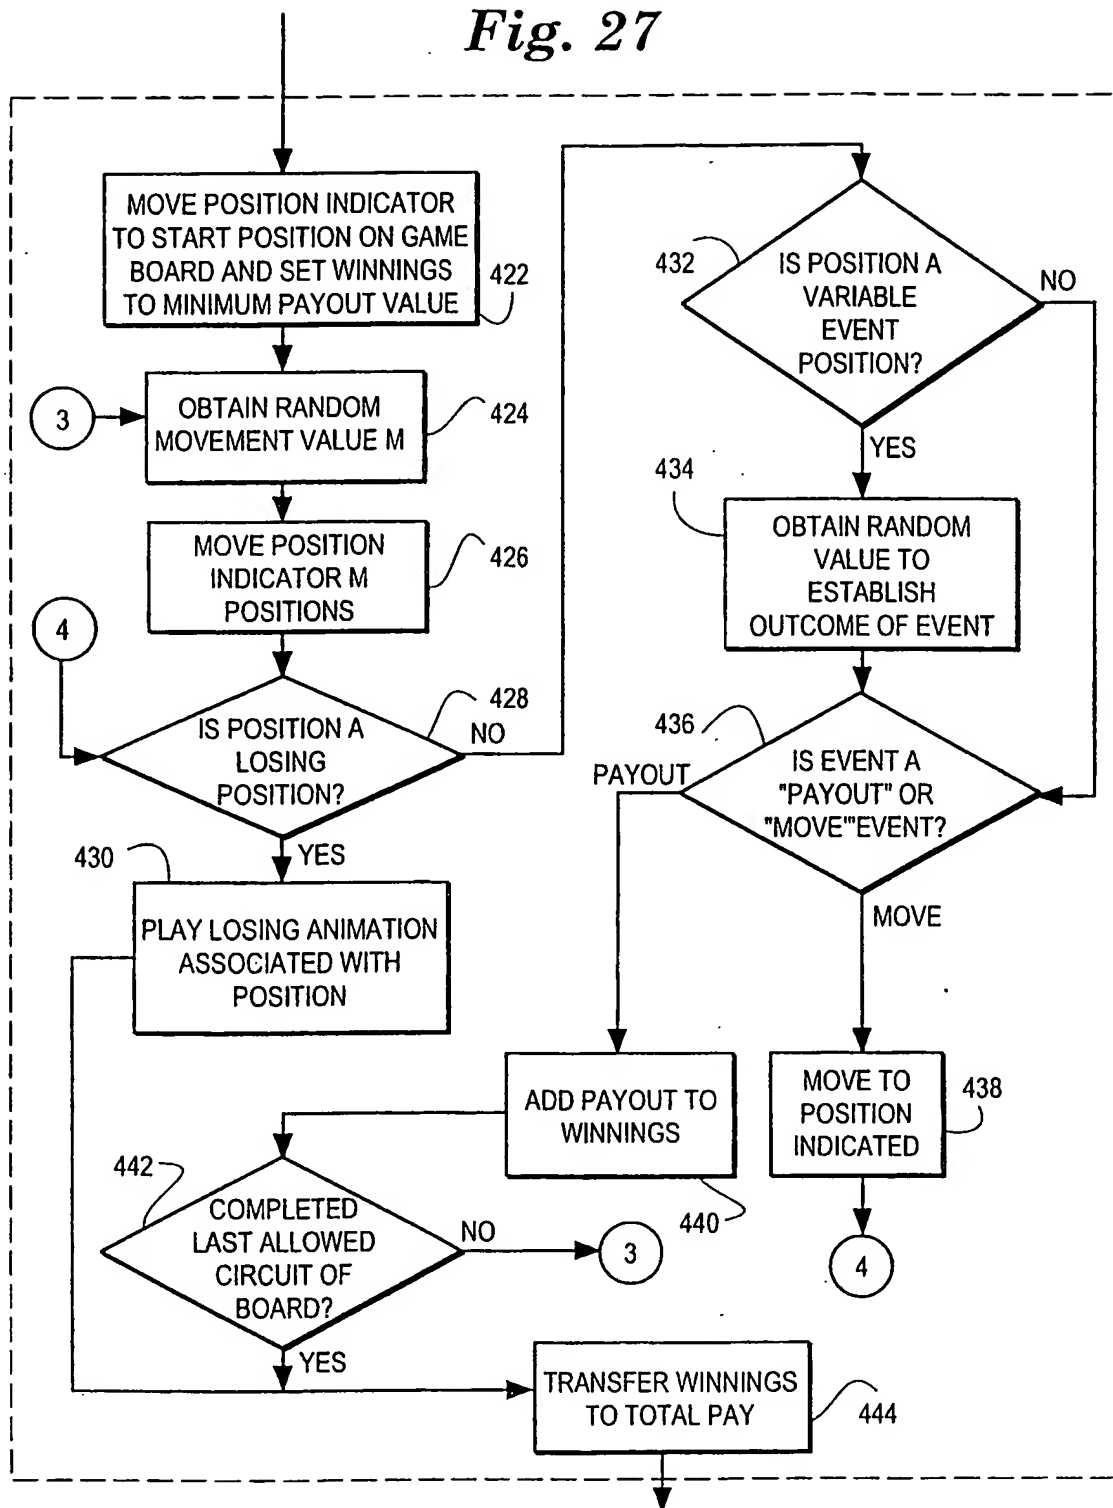 Fig. 27
MOVE POSITION INDICATOR
TO START POSITION ON GAME
BOARD AND SET WINNINGS
TO MINIMUM PAYOUT VALUE
422
3
OBTAIN RANDOM
MOVEMENT VALUE M
424
MOVE POSITION
INDICATOR M
POSITIONS
426
4
IS POSITION A
LOSING
POSITION?
428
NO
YES
430
PLAY LOSING ANIMATION
ASSOCIATED WITH
POSITION
432
IS POSITION A
VARIABLE
EVENT
POSITION?
NO
YES
434
OBTAIN RANDOM
VALUE TO
ESTABLISH
OUTCOME OF EVENT
436
IS EVENT A
"PAYOUT" OR
"MOVE'"EVENT?
PAYOUT
MOVE
ADD PAYOUT TO
WINNINGS
440
MOVE TO
POSITION
INDICATED
438
4
442
COMPLETED
LAST ALLOWED
CIRCUIT OF
BOARD?
NO
3
YES
TRANSFER WINNINGS
TO TOTAL PAY
444